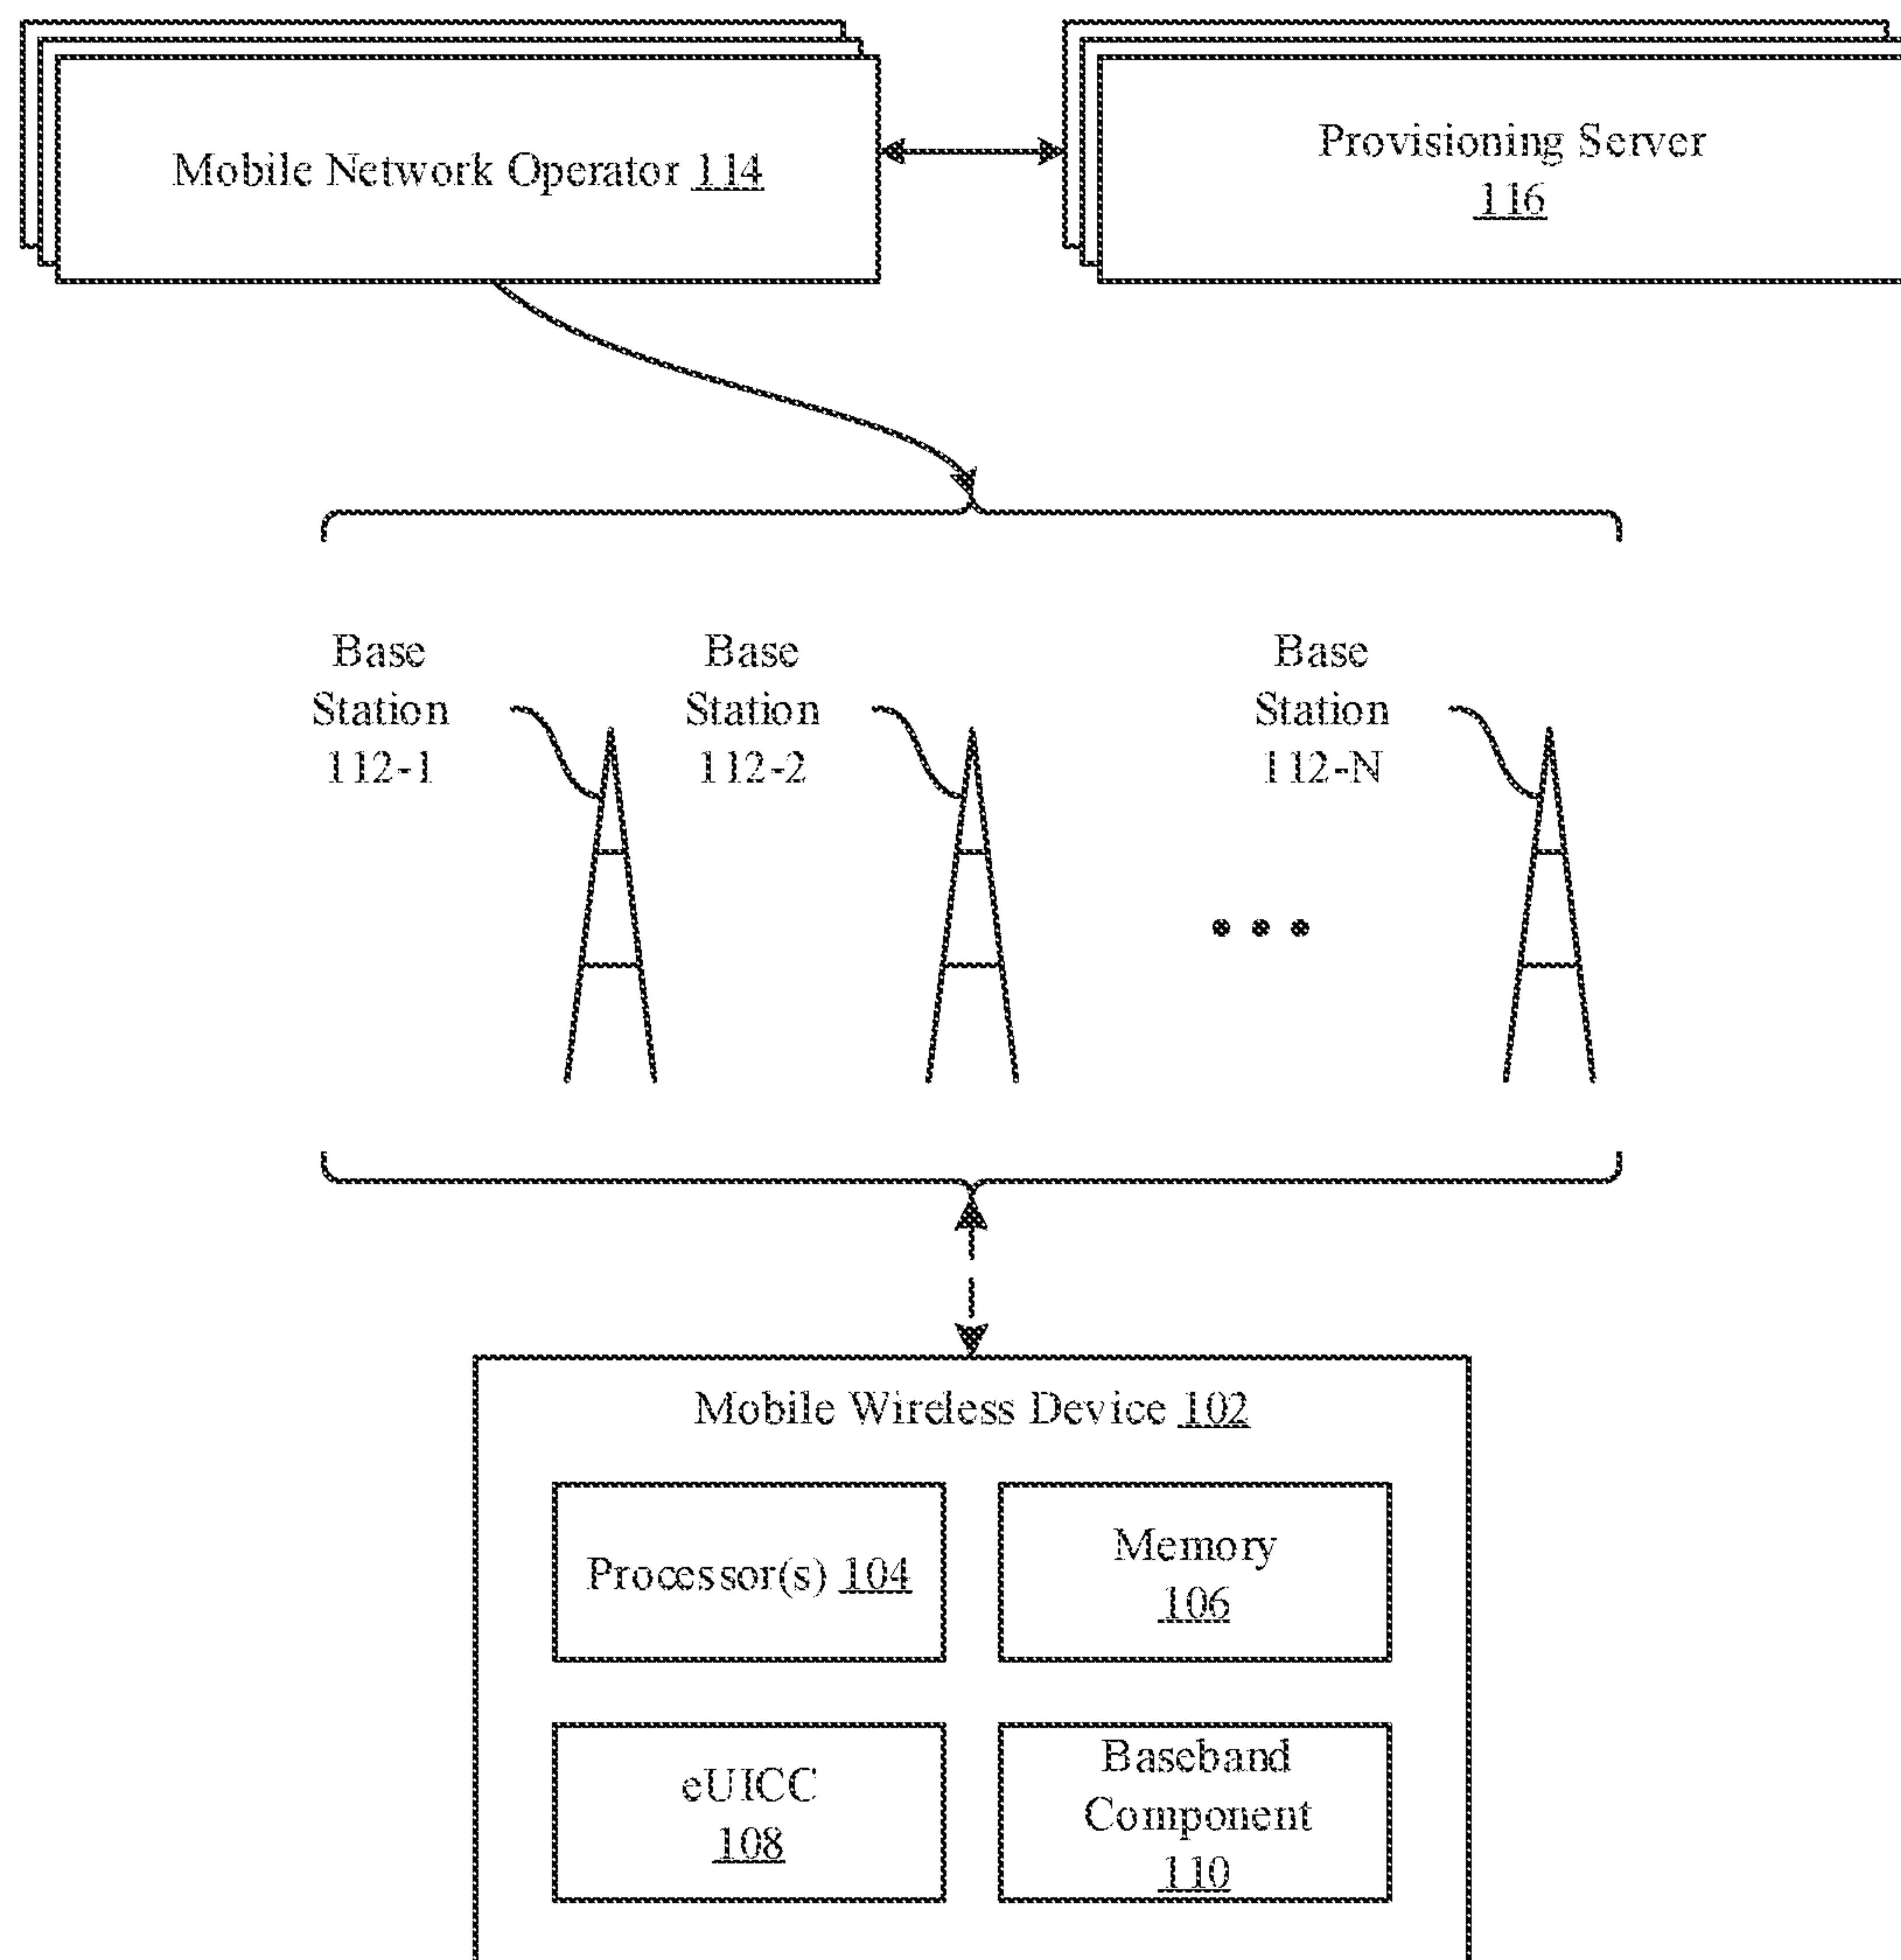 Mobile Network Operator 114
Provisioning Server
116
Base
Station
112-1
Base
Station
112-2
Base
Station
112-N
Mobile Wireless Device 102
Processor(s) 104
Memory
106
eUICC
108
Baseband
Component
110